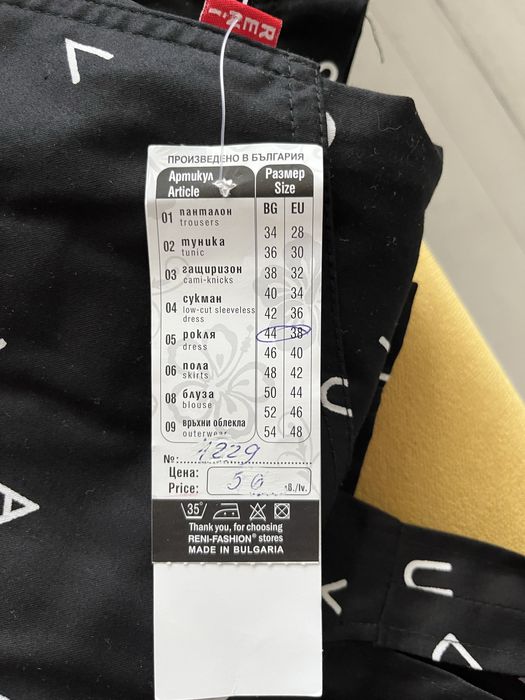 RENI
ПРОИЗВЕДЕНО В БЪЛГАРИЯ
Артикул Article
Размер Size
BG EU
01 панталон trousers
02 туника tunic
03 гащиризон cami-knicks
04 сукман low-cut sleeveless dress
05 рокля dress
06 пола skirts
08 блуза blouse
09 връхни облекла outerwear
34 28
36 30
38 32
40 34
42 36
44 38
46 40
48 42
50 44
52 46
54 48
№: 1229
Цена: Price: 56 лв./lv.
35°
Thank you, for choosing
RENI-FASHION® stores
MADE IN BULGARIA